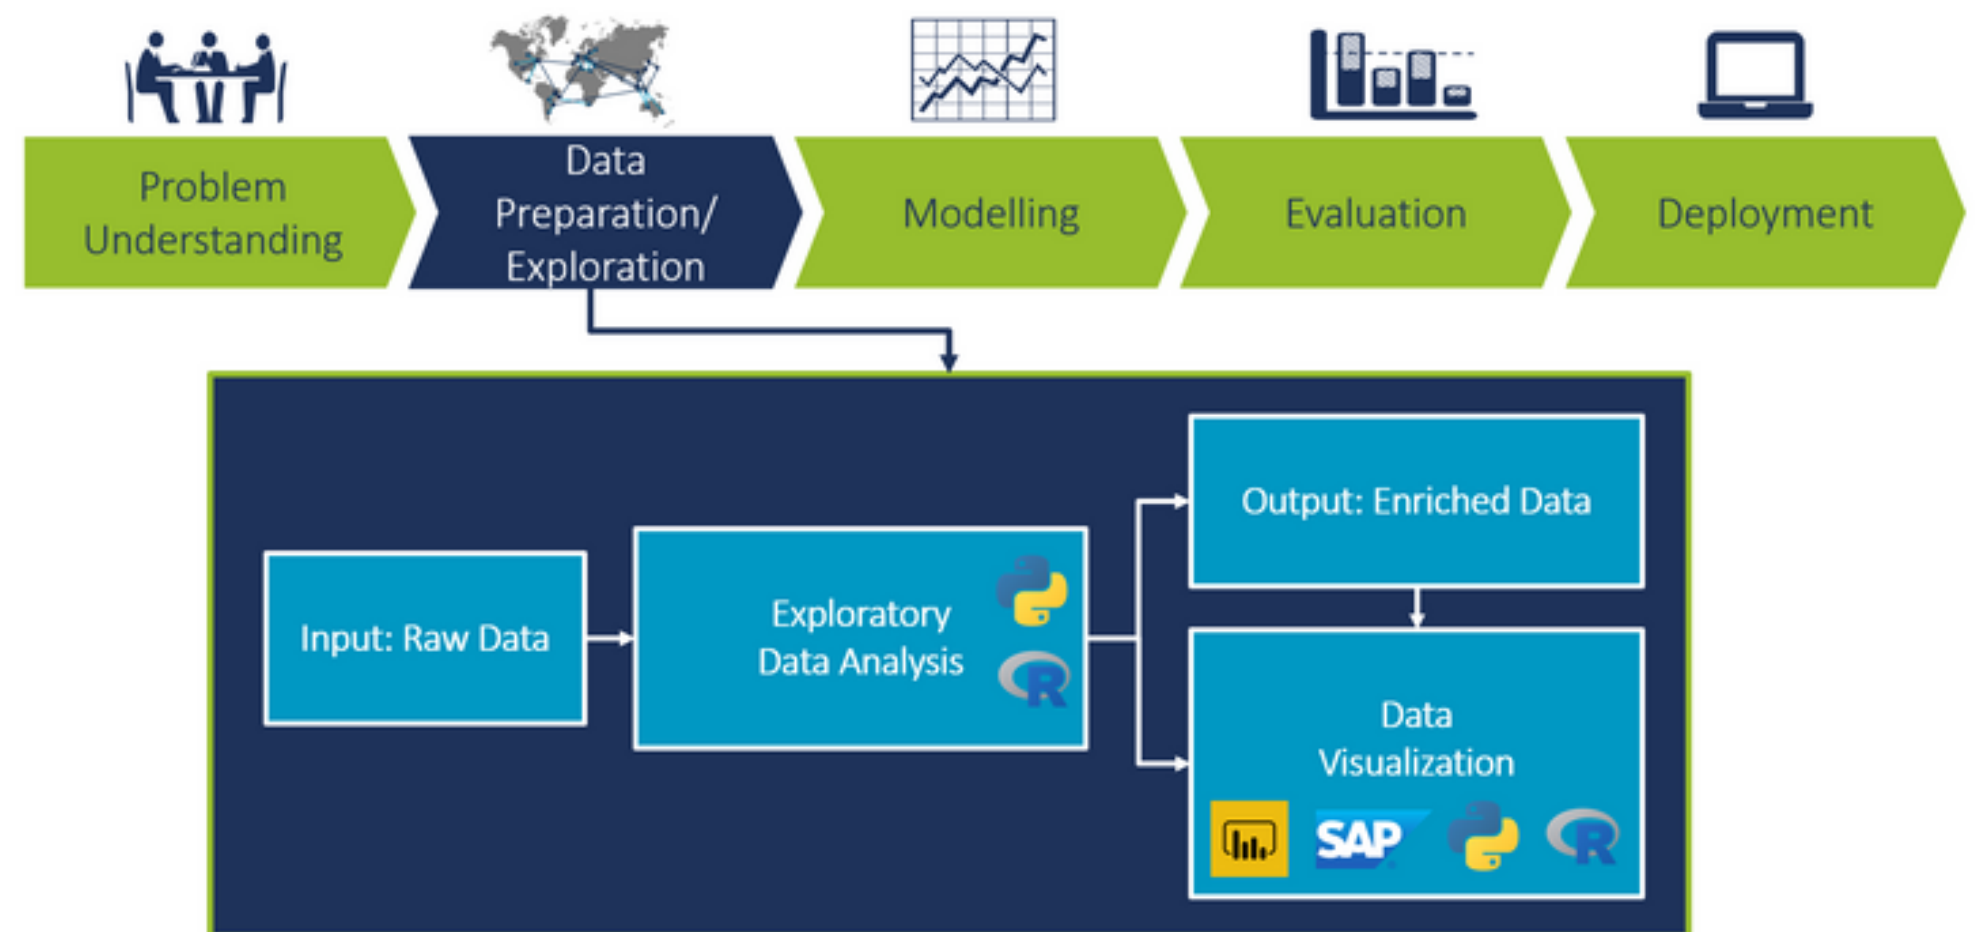 Problem
Understanding
Data
Preparation/
Exploration
Modelling
Evaluation
Deployment
Input: Raw Data
Exploratory
Data Analysis
R
Output: Enriched Data
Data
Visualization
SAP
R